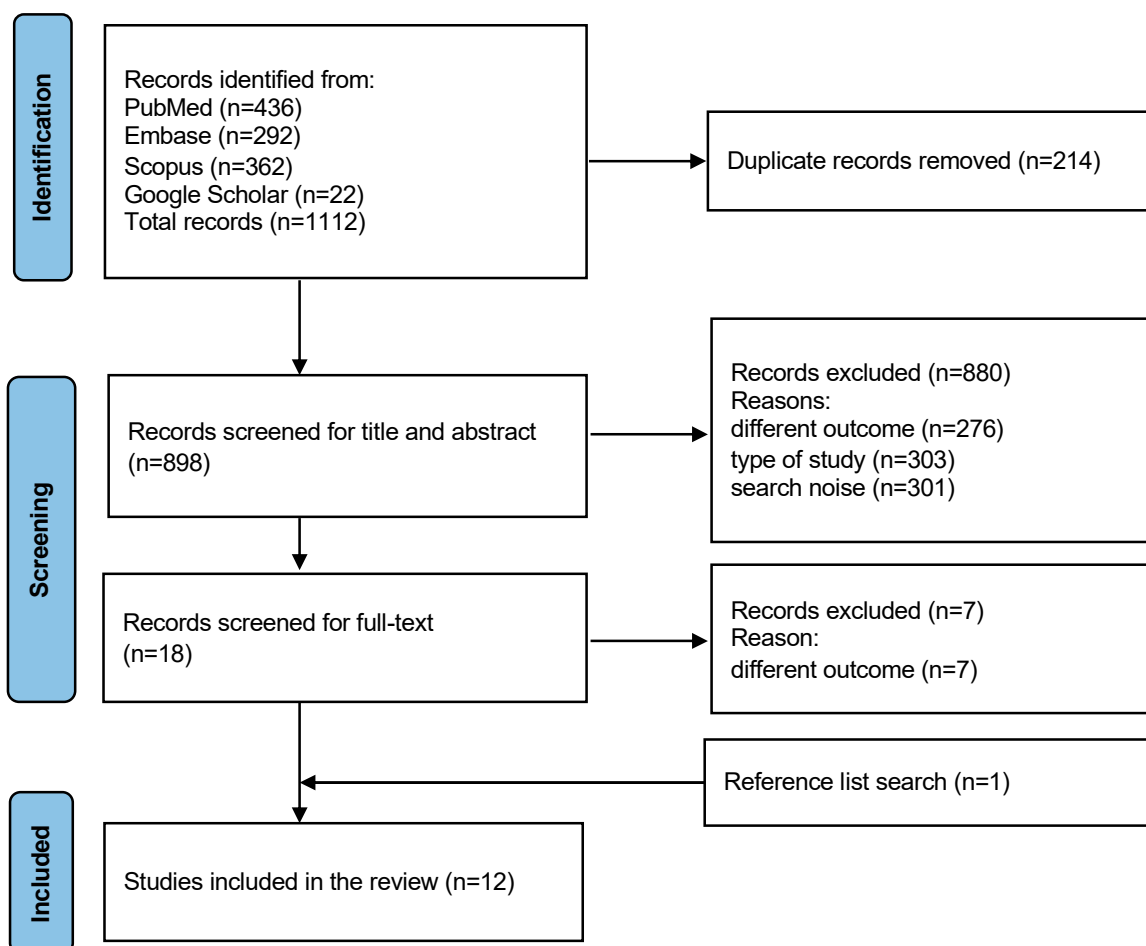 Identification
Records identified from:
PubMed (n=436)
Embase (n=292)
Scopus (n=362)
Google Scholar (n=22)
Total records (n=1112)
Duplicate records removed (n=214)
Screening
Records screened for title and abstract
(n=898)
Records excluded (n=880)
Reasons:
different outcome (n=276)
type of study (n=303)
search noise (n=301)
Records screened for full-text
(n=18)
Records excluded (n=7)
Reason:
different outcome (n=7)
Reference list search (n=1)
Included
Studies included in the review (n=12)